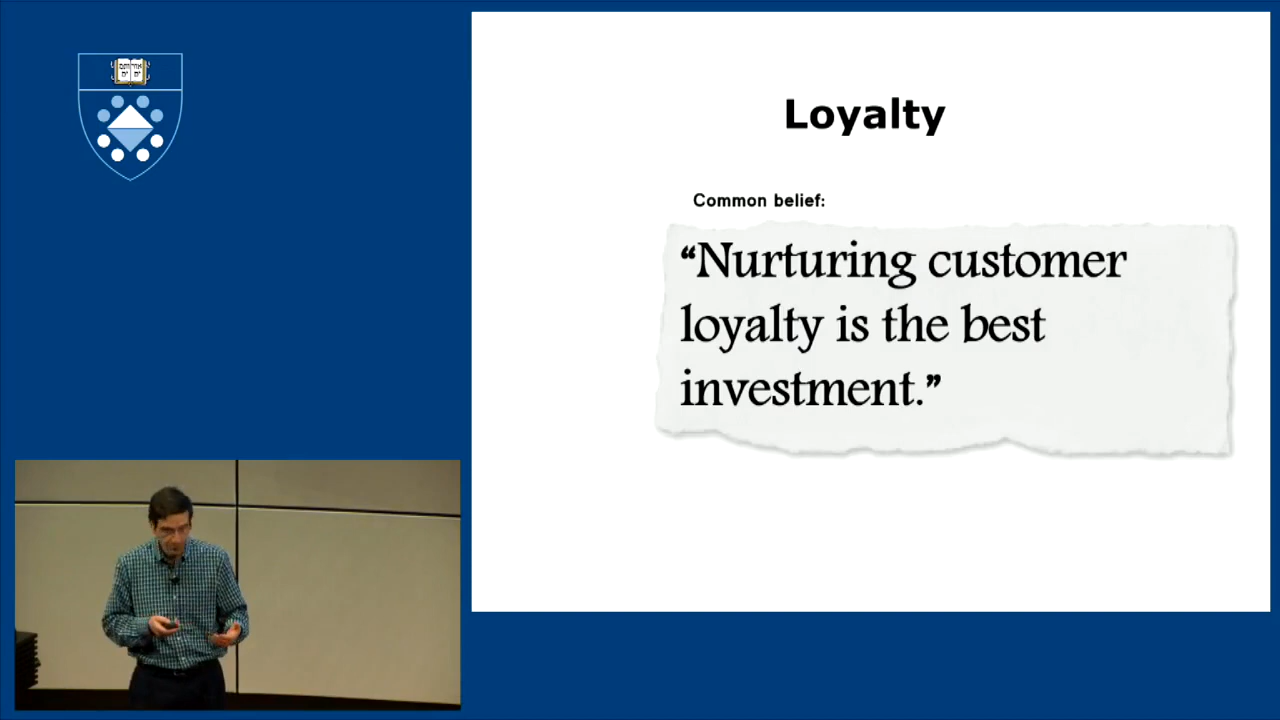 Loyalty
Common belief:
“Nurturing customer
loyalty is the best
investment.”